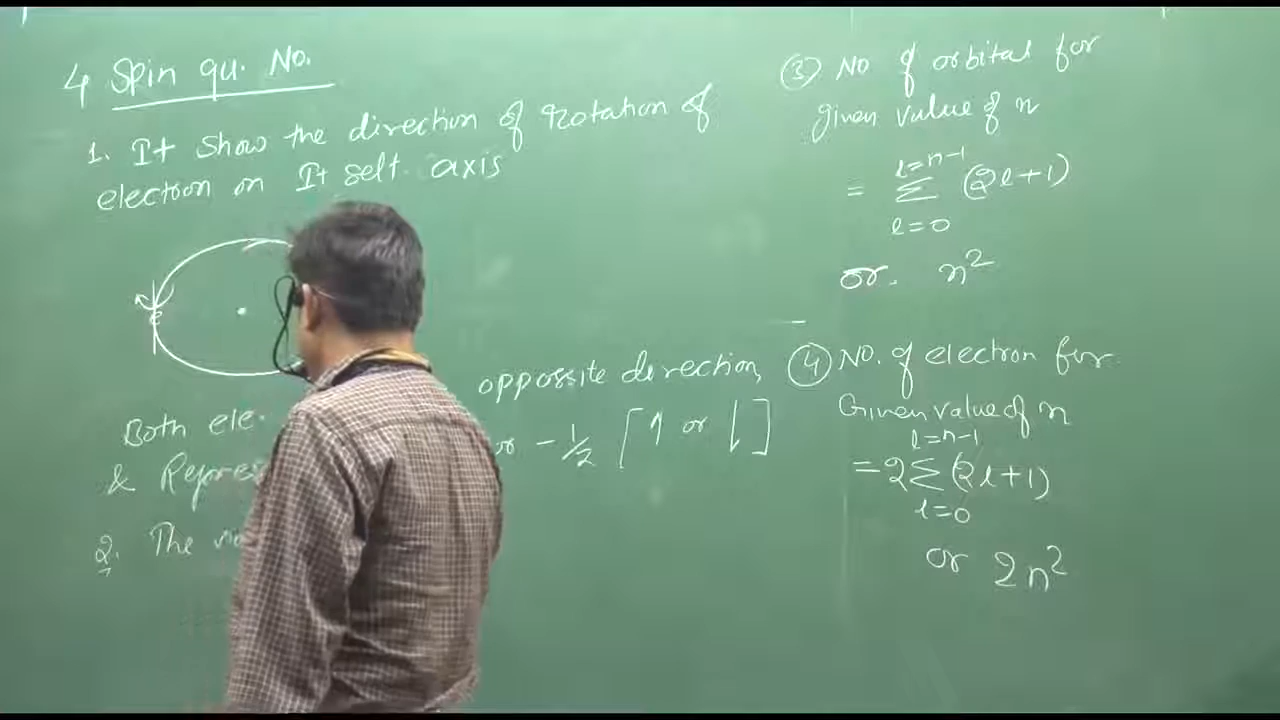 4 Spin qu. No.
1. It show the direction of rotation of
electron on It self. axis
e
Both ele.
opposite direction,
&
or - 1/2 [↑ or ⇂]
2. The
③ No of orbital for
given value of n
l=n-1
= Σ (2l+1)
l=0
or. n²
④ No. of electron for.
Given value of n
l=n-1
=2Σ(2l+1)
l=0
or 2n²